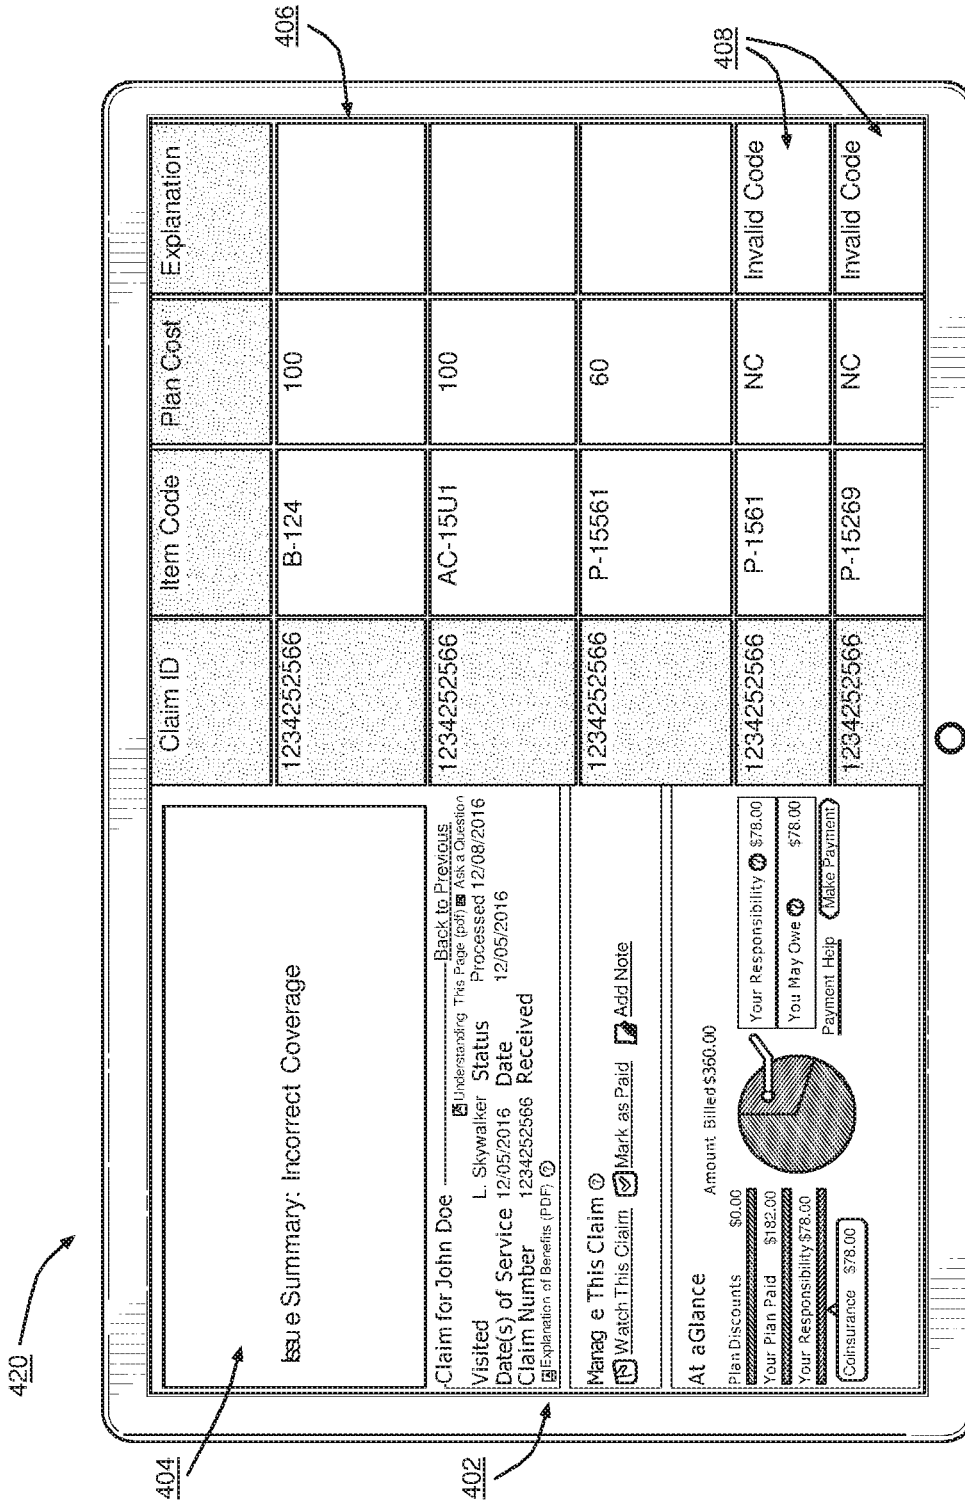 420
404
402
406
408
Issu e Summary: Incorrect Coverage
Claim for John Doe Back to Previous
Understanding This Page (pdf) Ask a Question
Visited L. Skywalker Status Processed 12/08/2016
Date(s) of Service 12/05/2016 Date 12/05/2016
Claim Number 1234252566 Received
Explanation of Benefits (PDF) ?
Manag e This Claim ?
Watch This Claim Mark as Paid Add Note
At aGlance
Amount Billed $360.00
Plan Discounts $0.00
Your Plan Paid $182.00
Your Responsibility $78.00
Coinsurance $78.00
Your Responsibility ? $78.00
You May Owe ? $78.00
Payment Help Make Payment
Claim ID Item Code Plan Cost Explanation
1234252566 B-124 100
1234252566 AC-15U1 100
1234252566 P-15561 60
1234252566 P-1561 NC Invalid Code
1234252566 P-15269 NC Invalid Code